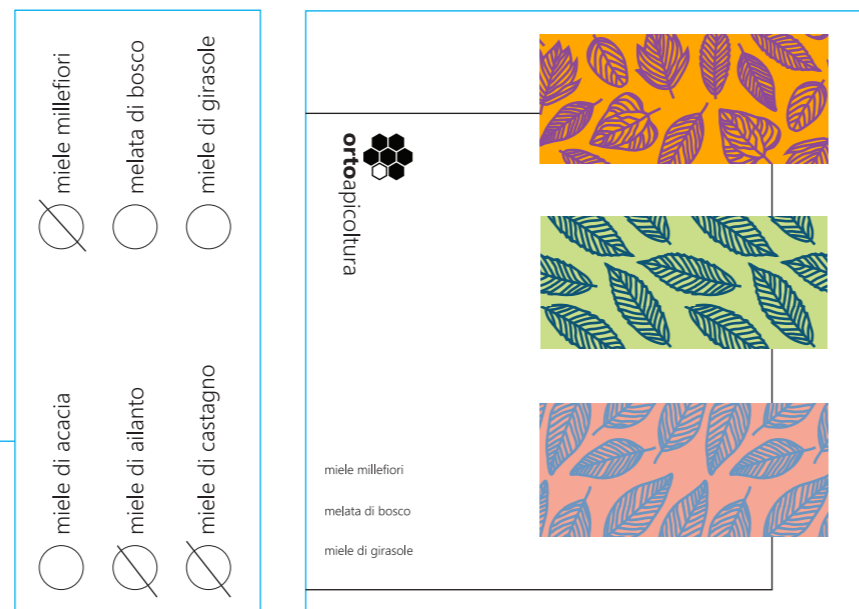 miele millefiori
melata di bosco
miele di girasole
miele di acacia
miele di ailanto
miele di castagno
ortoapicoltura
miele millefiori
melata di bosco
miele di girasole